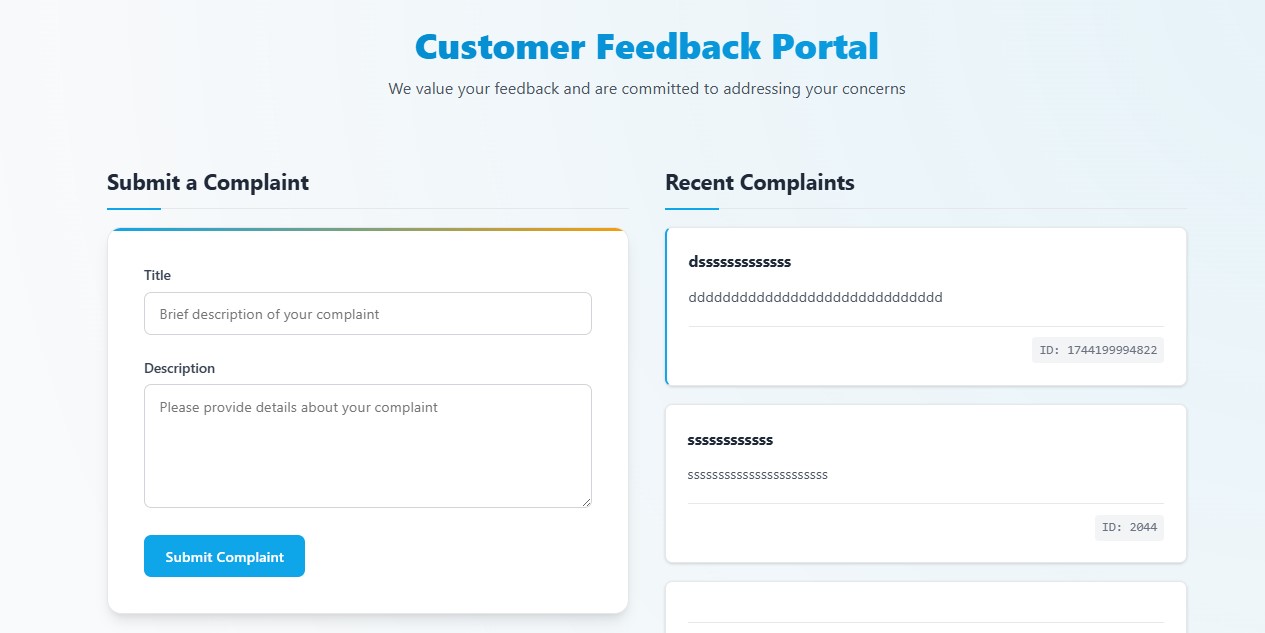 Customer Feedback Portal
We value your feedback and are committed to addressing your concerns
Submit a Complaint
Title
Brief description of your complaint
Description
Please provide details about your complaint
Submit Complaint
Recent Complaints
dsssssssssssss
dddddddddddddddddddddddddddddd
ID: 1744199994822
ssssssssssss
sssssssssssssssssssssss
ID: 2044